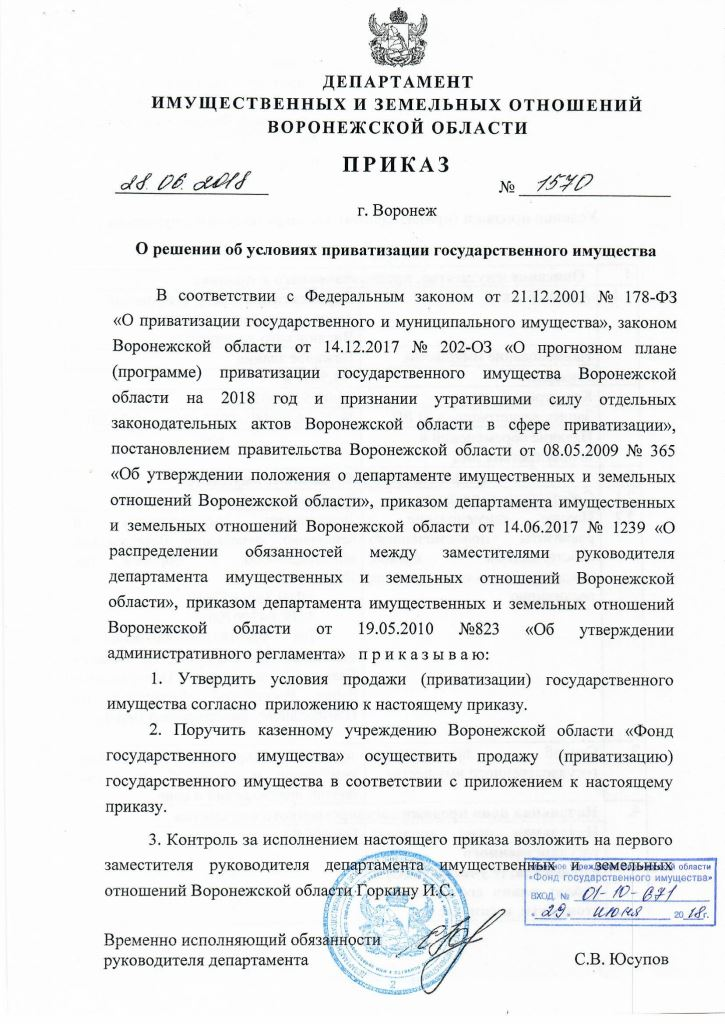 ДЕПАРТАМЕНТ
ИМУЩЕСТВЕННЫХ И ЗЕМЕЛЬНЫХ ОТНОШЕНИЙ
ВОРОНЕЖСКОЙ ОБЛАСТИ
ПРИКАЗ
28.06.2018 № 1570
г. Воронеж
О решении об условиях приватизации государственного имущества
В соответствии с Федеральным законом от 21.12.2001 № 178-ФЗ
«О приватизации государственного и муниципального имущества», законом
Воронежской области от 14.12.2017 № 202-ОЗ «О прогнозном плане
(программе) приватизации государственного имущества Воронежской
области на 2018 год и признании утратившими силу отдельных
законодательных актов Воронежской области в сфере приватизации»,
постановлением правительства Воронежской области от 08.05.2009 № 365
«Об утверждении положения о департаменте имущественных и земельных
отношений Воронежской области», приказом департамента имущественных
и земельных отношений Воронежской области от 14.06.2017 № 1239 «О
распределении обязанностей между заместителями руководителя
департамента имущественных и земельных отношений Воронежской
области», приказом департамента имущественных и земельных отношений
Воронежской области от 19.05.2010 №823 «Об утверждении
административного регламента» п р и к а з ы в а ю:
1. Утвердить условия продажи (приватизации) государственного
имущества согласно приложению к настоящему приказу.
2. Поручить казенному учреждению Воронежской области «Фонд
государственного имущества» осуществить продажу (приватизацию)
государственного имущества в соответствии с приложением к настоящему
приказу.
3. Контроль за исполнением настоящего приказа возложить на первого
заместителя руководителя департамента имущественных и земельных
отношений Воронежской области Горкину И.С.
области
«Фонд государственного имущества»
ВХОД. № 01-10-671
«29» июня 2018г.
Временно исполняющий обязанности
руководителя департамента С.В. Юсупов
2